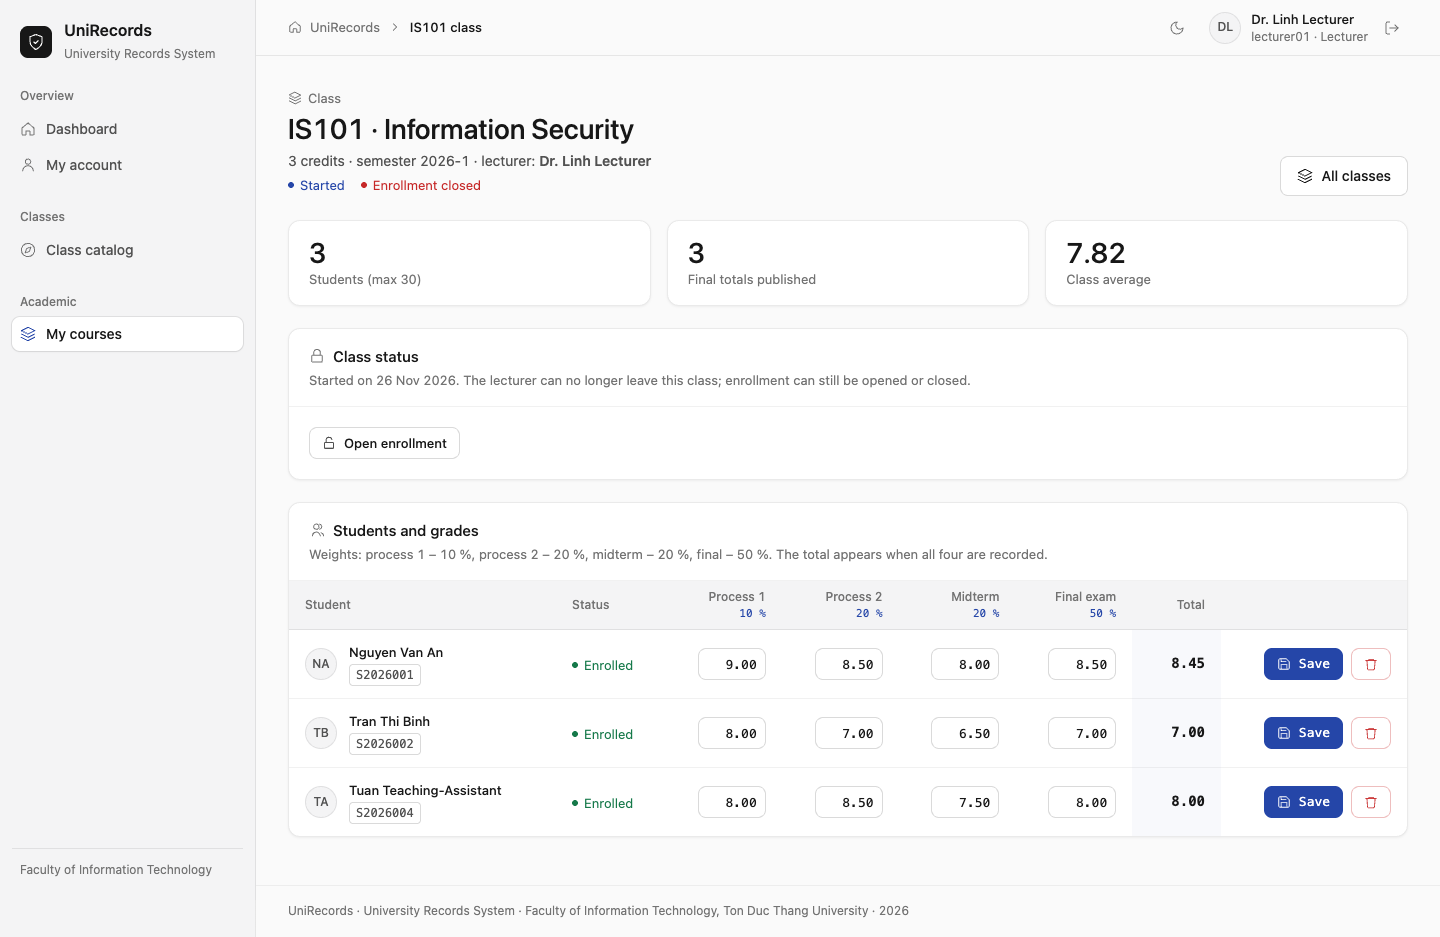 UniRecords
University Records System
Overview
Dashboard
My account
Classes
Class catalog
Academic
My courses
Faculty of Information Technology
UniRecords > IS101 class
DL
Dr. Linh Lecturer
lecturer01 · Lecturer
Class
IS101 · Information Security
3 credits · semester 2026-1 · lecturer: Dr. Linh Lecturer
• Started • Enrollment closed
All classes
3
Students (max 30)
3
Final totals published
7.82
Class average
Class status
Started on 26 Nov 2026. The lecturer can no longer leave this class; enrollment can still be opened or closed.
Open enrollment
Students and grades
Weights: process 1 – 10 %, process 2 – 20 %, midterm – 20 %, final – 50 %. The total appears when all four are recorded.
Student Status Process 1 10 % Process 2 20 % Midterm 20 % Final exam 50 % Total
NA Nguyen Van An S2026001 • Enrolled 9.00 8.50 8.00 8.50 8.45 Save
TB Tran Thi Binh S2026002 • Enrolled 8.00 7.00 6.50 7.00 7.00 Save
TA Tuan Teaching-Assistant S2026004 • Enrolled 8.00 8.50 7.50 8.00 8.00 Save
UniRecords · University Records System · Faculty of Information Technology, Ton Duc Thang University · 2026